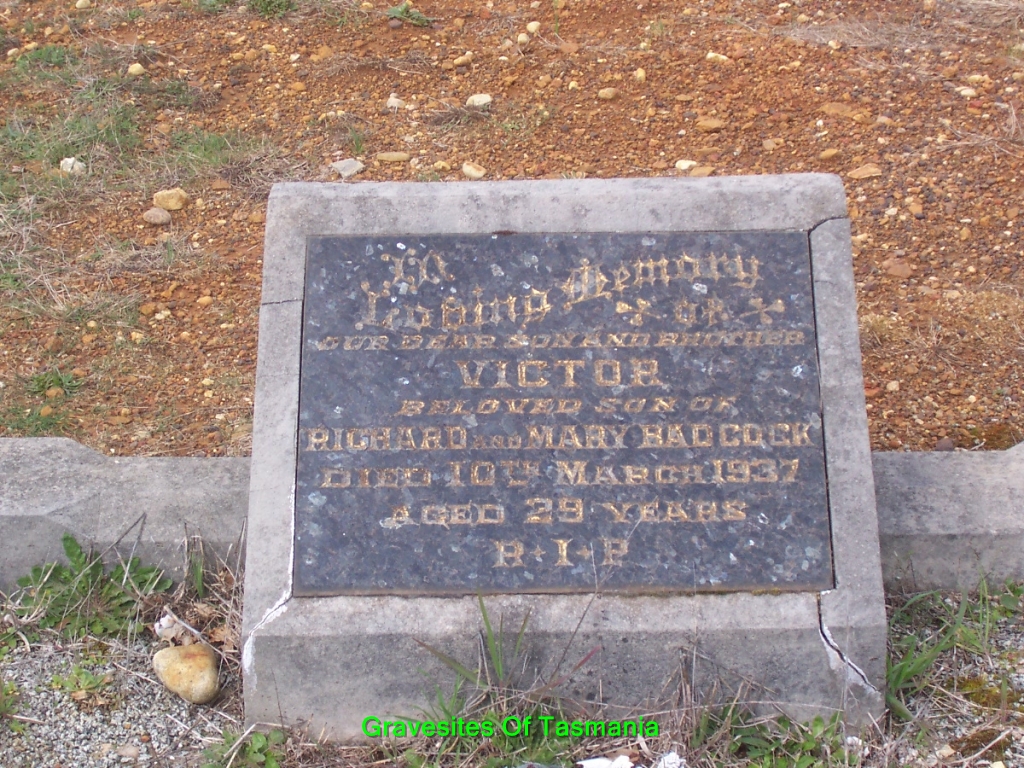 In
Loving Memory
OF
OUR DEAR SON AND BROTHER
VICTOR
BELOVED SON OF
RICHARD AND MARY BADCOCK
DIED 10TH MARCH 1937
AGED 29 YEARS
R+I+P
Gravesites Of Tasmania